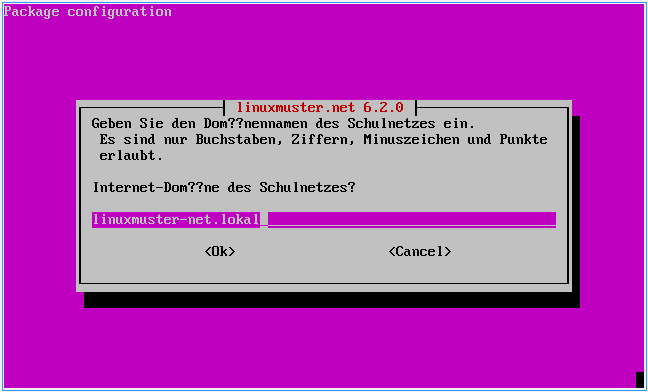 Package configuration
linuxmuster.net 6.2.0
Geben Sie den Dom??nennamen des Schulnetzes ein.
Es sind nur Buchstaben, Ziffern, Minuszeichen und Punkte
erlaubt.
Internet-Dom??ne des Schulnetzes?
linuxmuster-net.lokal
<Ok> <Cancel>